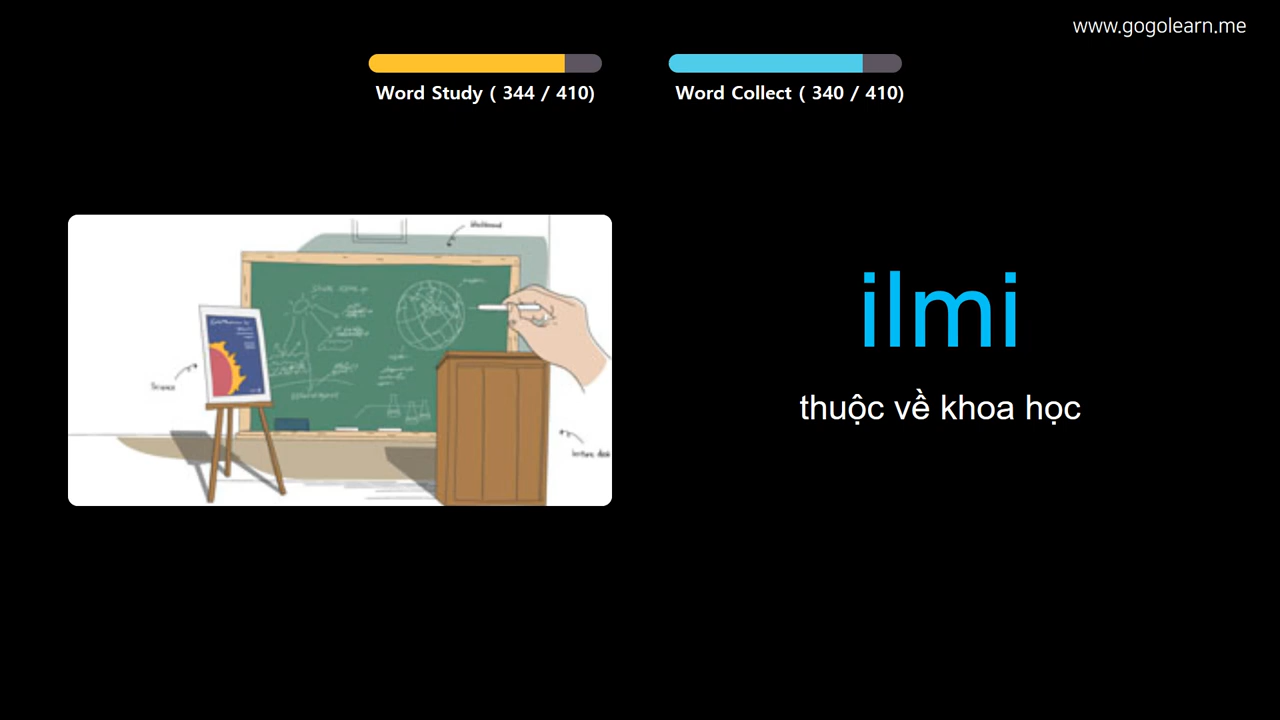 www.gogolearn.me
Word Study ( 344 / 410)
Word Collect ( 340 / 410)
ilmi
thuộc về khoa học